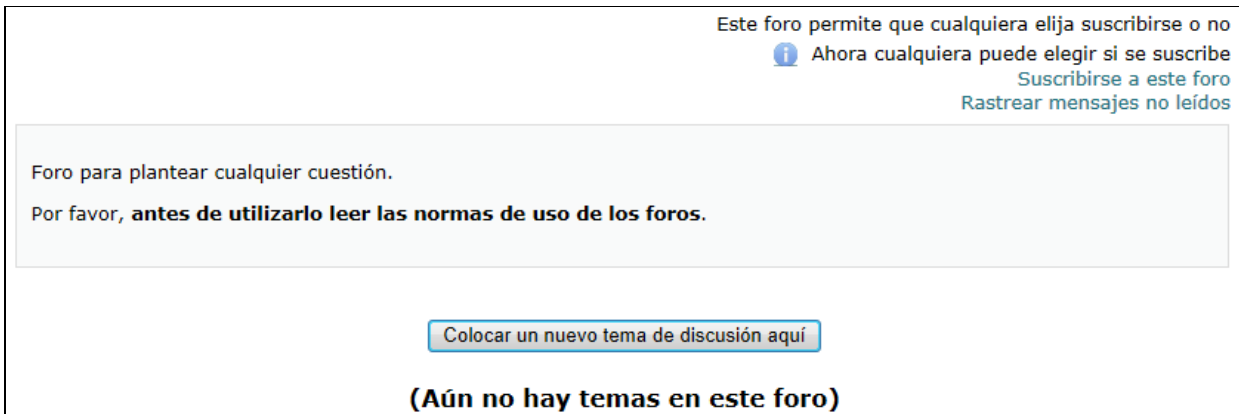 Este foro permite que cualquiera elija suscribirse o no
Ahora cualquiera puede elegir si se suscribe
Suscribirse a este foro
Rastrear mensajes no leídos
Foro para plantear cualquier cuestión.
Por favor, antes de utilizarlo leer las normas de uso de los foros.
Colocar un nuevo tema de discusión aquí
(Aún no hay temas en este foro)